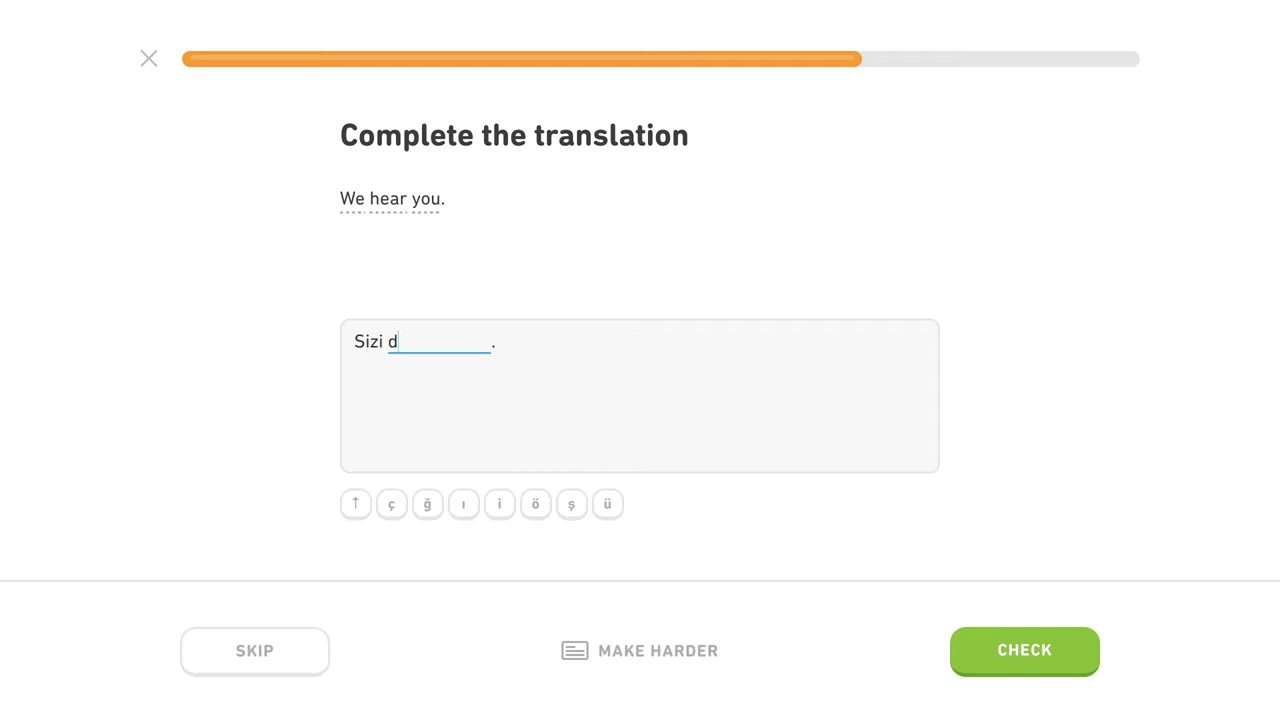 Complete the translation
We hear you.
Sizi d .
↑ ç ğ ı i ö ş ü
SKIP
MAKE HARDER
CHECK